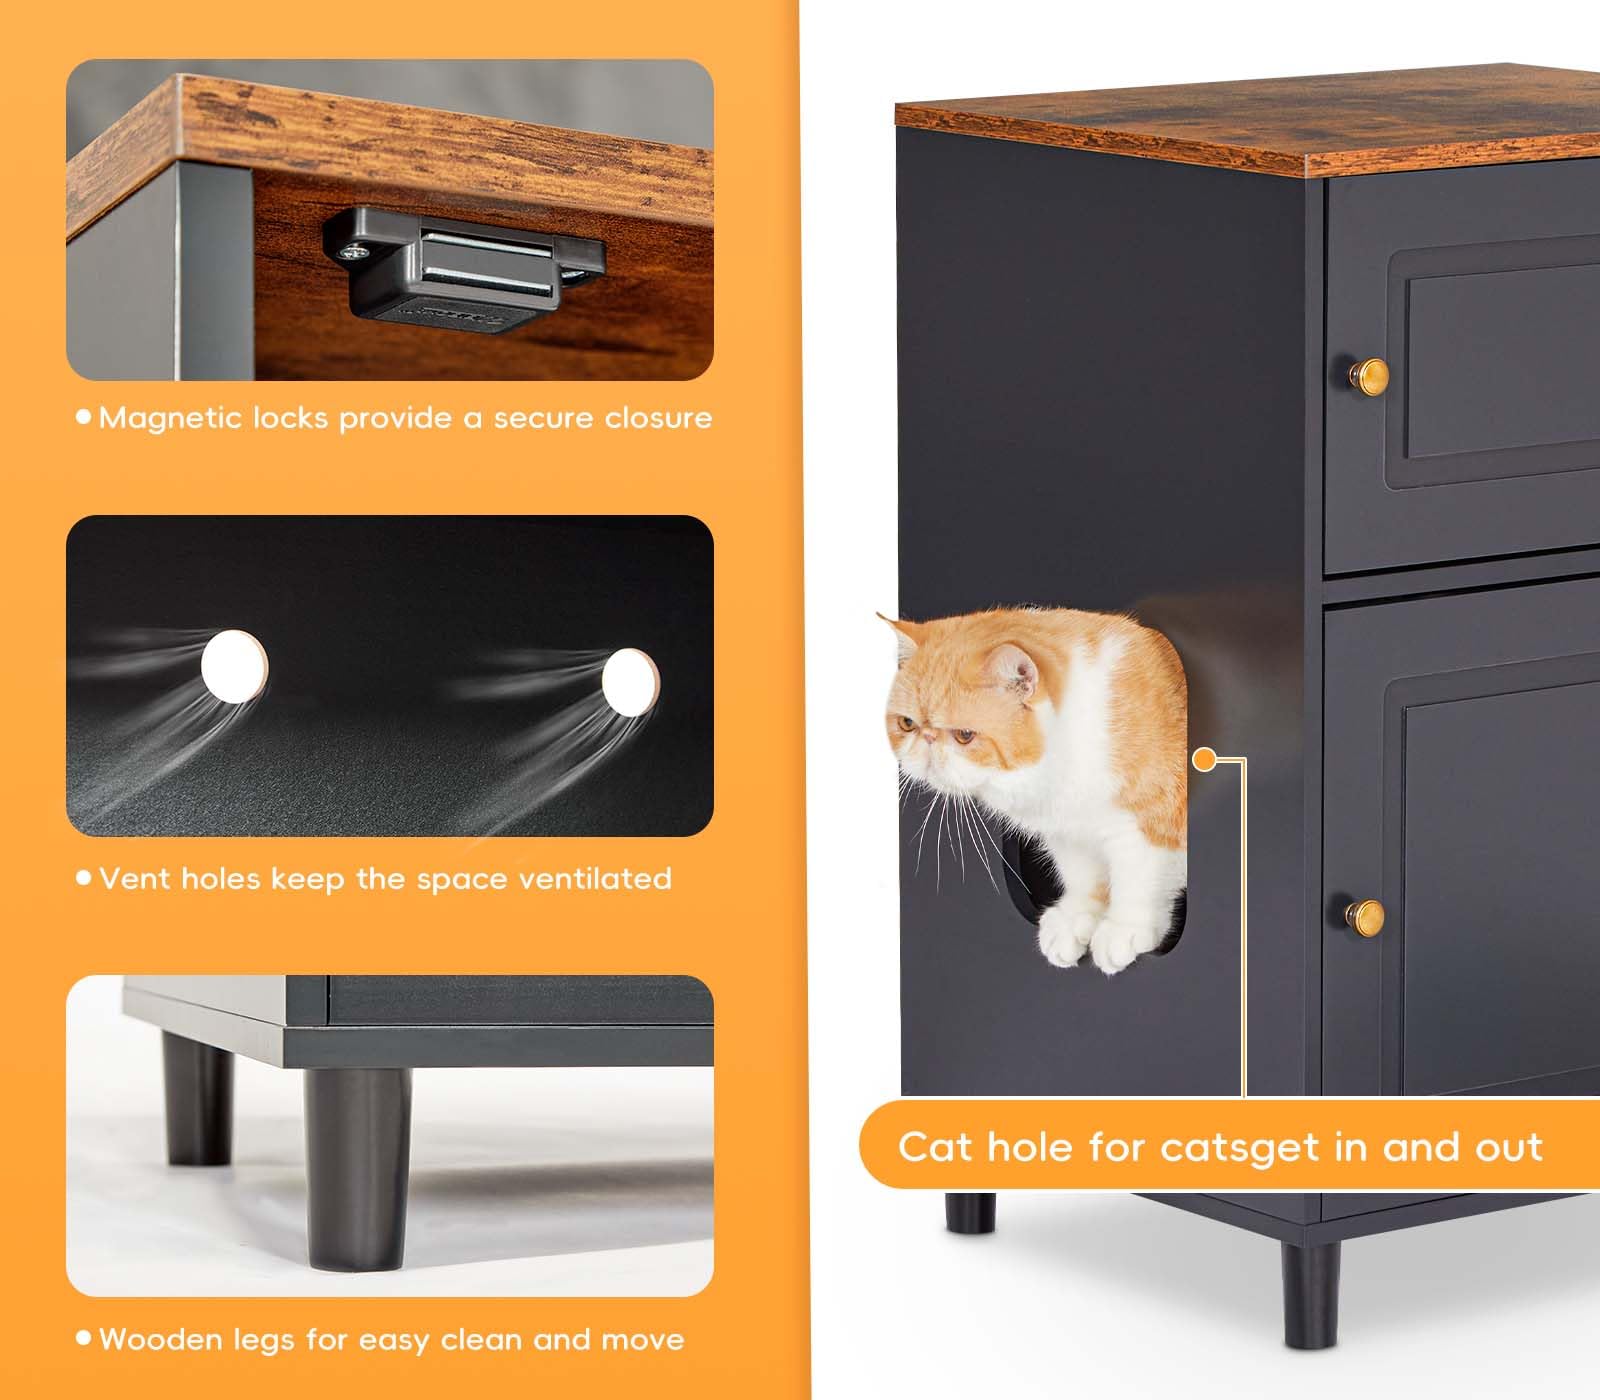 ● Magnetic locks provide a secure closure
● Vent holes keep the space ventilated
● Wooden legs for easy clean and move
Cat hole for catsget in and out